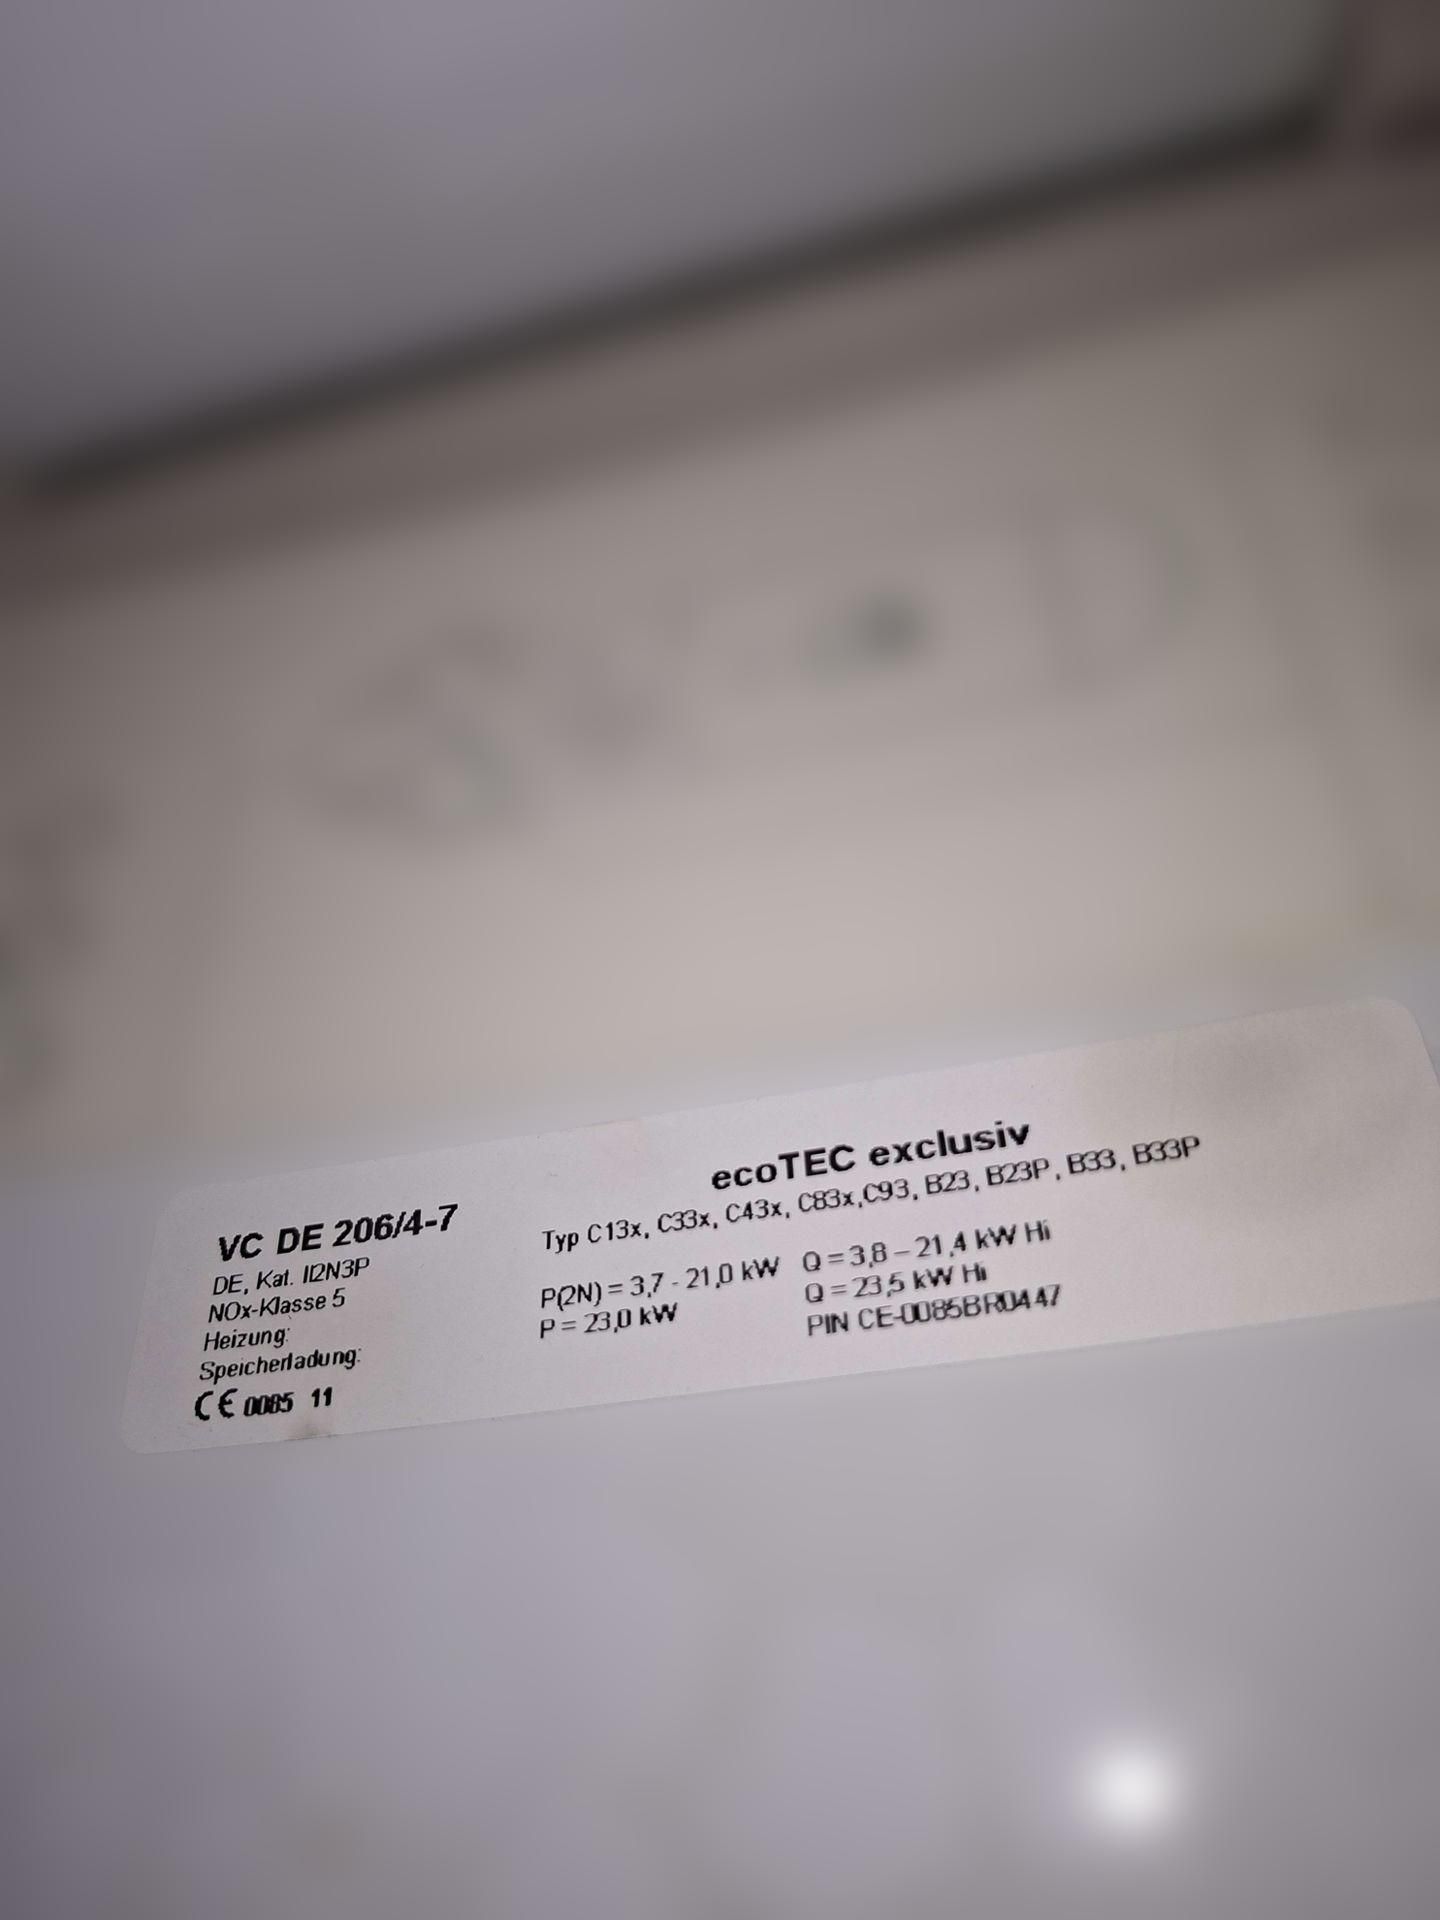 ecoTEC exclusiv
VC DE 206/4-7
Typ C13x, C33x, C43x, C83x,C93, B23, B23P, B33, B33P
DE, Kat. II2N3P
NOx-Klasse 5
Heizung: P(2N) = 3,7 - 21,0 kW Q = 3,8 – 21,4 kW Hi
Speicherladung: P = 23,0 kW Q = 23,5 kW Hi
CE 0085 11 PIN CE-0085BR0447